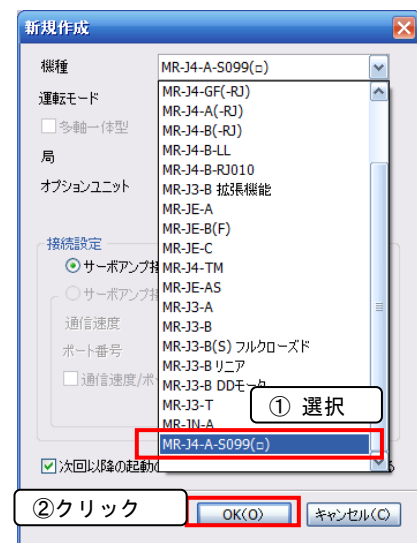 新規作成
機種
MR-J4-A-S099(□)
運転モード
MR-J4-GF(-RJ)
MR-J4-A(-RJ)
□多軸一体型
MR-J4-B(-RJ)
MR-J4-B-LL
局
MR-J4-B-RJ010
オプションユニット
MR-J3-B 拡張機能
MR-JE-A
MR-JE-B(F)
接続設定
MR-JE-C
サーボアンプ接
MR-J4-TM
MR-JE-AS
サーボアンプ接
MR-J3-A
通信速度
MR-J3-B
MR-J3-B(S) フルクローズド
ポート番号
MR-J3-B リニア
通信速度/ポ
MR-J3-B DDモータ
MR-J3-T
① 選択
MR-JN-A
MR-J4-A-S099(□)
次回以降の起動の
②クリック
OK(O)
キャンセル(C)